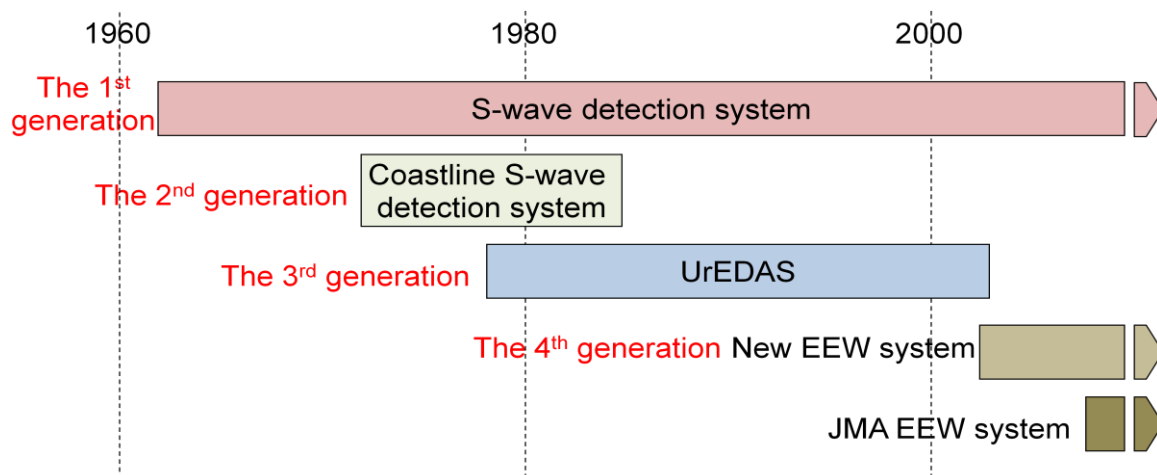 1960 1980 2000
The 1st
generation
S-wave detection system
The 2nd generation
Coastline S-wave
detection system
The 3rd generation
UrEDAS
The 4th generation New EEW system
JMA EEW system